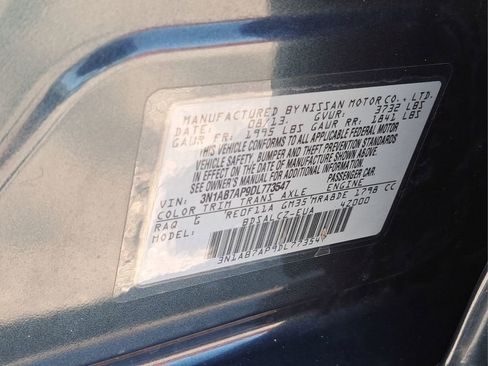 MANUFACTURED BY NISSAN MOTOR CO., LTD.
DATE: 08/13 GVWR: 3732 LBS
GAWR FR: 1995 LBS GAWR RR: 1841 LBS
THIS VEHICLE CONFORMS TO ALL APPLICABLE FEDERAL MOTOR
VEHICLE SAFETY, BUMPER AND THEFT PREVENTION STANDARDS
IN EFFECT ON THE DATE OF MANUFACTURE SHOWN ABOVE.
SEE OWNER'S MANUAL FOR ADDITIONAL INFORMATION.
VIN: 3N1AB7AP9DL773547
COLOR TRIM TRANS AXLE ENGINE
RAQ G RE0F11A GM35 MRA8DE 1798 CC
MODEL: BDSALCZ-EUA 42000
3N1AB7AP9DL773547